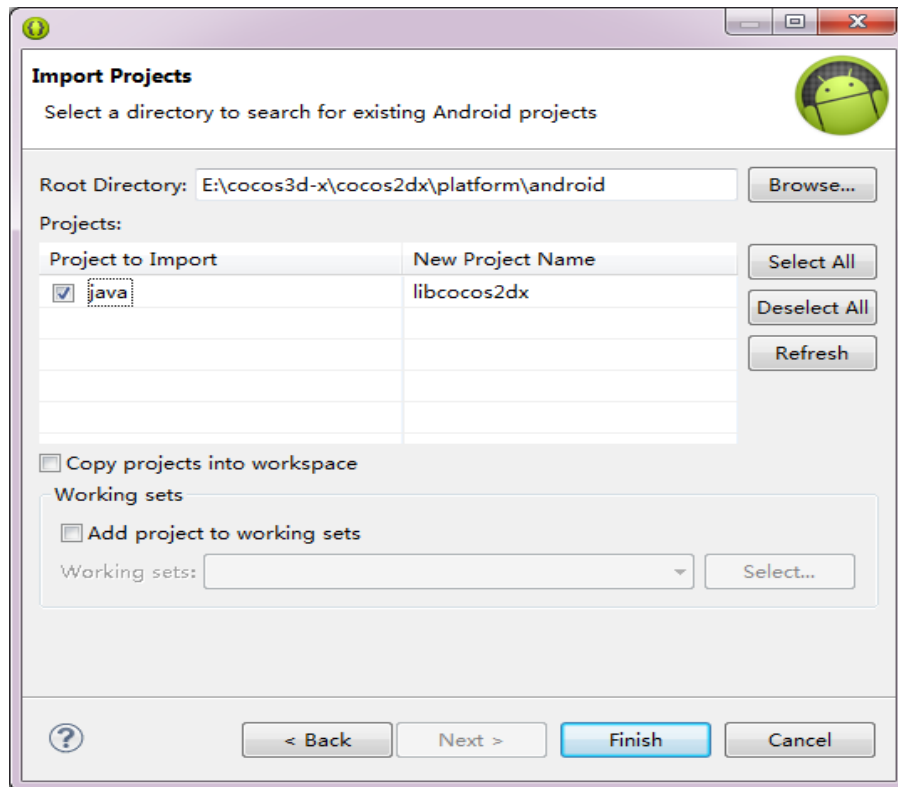 Import Projects
Select a directory to search for existing Android projects
Root Directory: E:\cocos3d-x\cocos2dx\platform\android Browse...
Projects:
Project to Import New Project Name Select All
java libcocos2dx
Deselect All
Refresh
Copy projects into workspace
Working sets
Add project to working sets
Working sets: Select...
? < Back Next > Finish Cancel